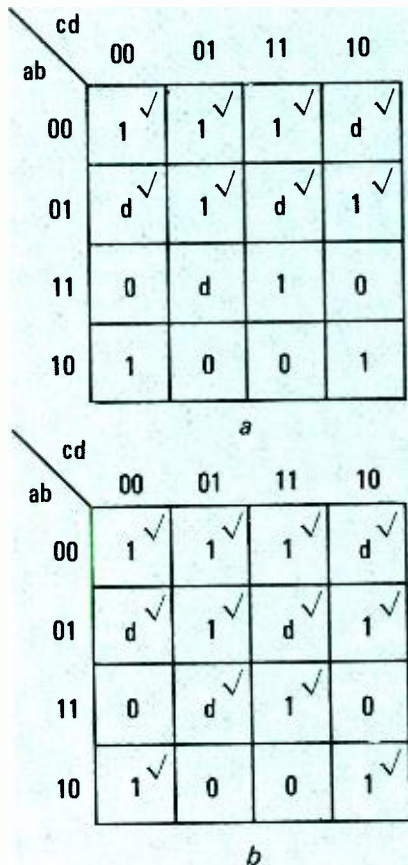 cd
ab 00 01 11 10
00 1 ✓ 1 ✓ 1 ✓ d ✓
01 d ✓ 1 ✓ d ✓ 1 ✓
11 0 d 1 0
10 1 0 0 1
a
cd
ab 00 01 11 10
00 1 ✓ 1 ✓ 1 ✓ d ✓
01 d ✓ 1 ✓ d ✓ 1 ✓
11 0 d ✓ 1 ✓ 0
10 1 ✓ 0 0 1 ✓
b